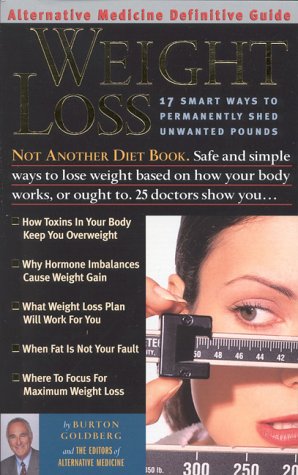 Alternative Medicine Definitive Guide
WEIGHT
LOSS
17 SMART WAYS TO
PERMANENTLY SHED
UNWANTED POUNDS
NOT ANOTHER DIET BOOK. Safe and simple
ways to lose weight based on how your body
works, or ought to. 25 doctors show you…
How Toxins In Your Body
Keep You Overweight
Why Hormone Imbalances
Cause Weight Gain
What Weight Loss Plan
Will Work For You
When Fat Is Not Your Fault
Where To Focus For
Maximum Weight Loss
by BURTON
GOLDBERG
and THE EDITORS of
ALTERNATIVE MEDICINE
50 48 46 44 42
lb. 150 200 250
300 250 20